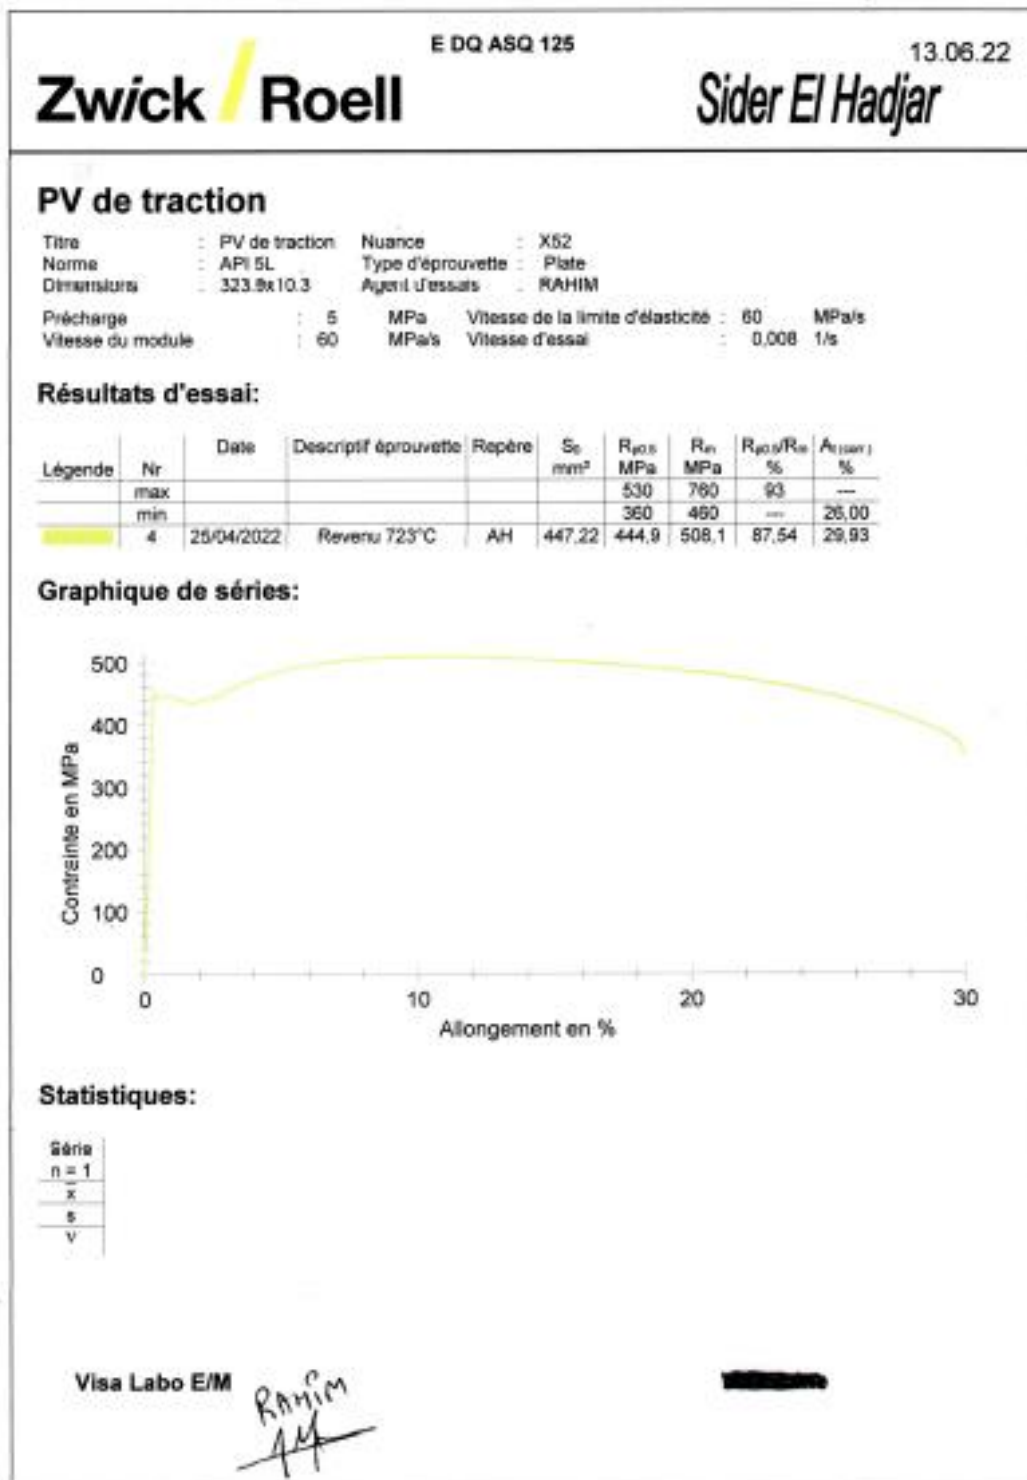 E DQ ASQ 125
13.06.22
Zwick / Roell
Sider El Hadjar
PV de traction
Titre : PV de traction Nuance : X52
Norme : API 5L Type d'éprouvette : Plate
Dimensions : 323.9x10.3 Agent d'essais : RAHIM
Précharge : 5 MPa Vitesse de la limite d'élasticité : 60 MPa/s
Vitesse du module : 60 MPa/s Vitesse d'essai : 0,008 1/s
Résultats d'essai:
Date Descriptif éprouvette Repère S₀ Rp0.5 Rm Rp0.5/Rm At (corr.)
Légende Nr mm² MPa MPa % %
max 530 760 93 ---
min 360 460 --- 26,00
4 25/04/2022 Revenu 723°C AH 447,22 444,9 508,1 87,54 29,93
Graphique de séries:
500
400
300
200
100
0
Contrainte en MPa
0 10 20 30
Allongement en %
Statistiques:
Série
n = 1
x̄
s
ν
Visa Labo E/M
RAHIM